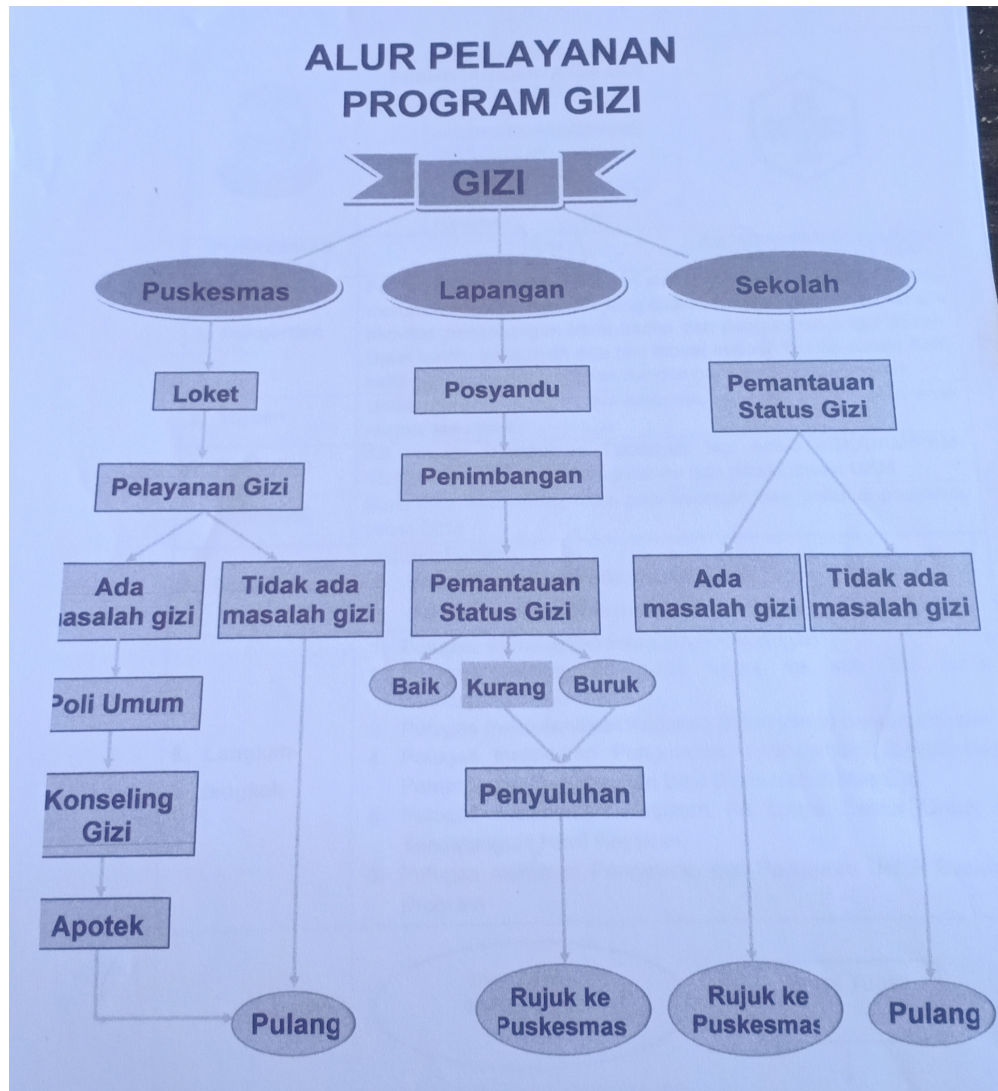 ALUR PELAYANAN
PROGRAM GIZI
GIZI
Puskesmas
Lapangan
Sekolah
Loket
Posyandu
Pemantauan
Status Gizi
Pelayanan Gizi
Penimbangan
Ada
asalah gizi
Tidak ada
masalah gizi
Pemantauan
Status Gizi
Ada
masalah gizi
Tidak ada
masalah gizi
Baik
Kurang
Buruk
Poli Umum
Konseling
Gizi
Penyuluhan
Apotek
Pulang
Rujuk ke
Puskesmas
Rujuk ke
Puskesmas
Pulang